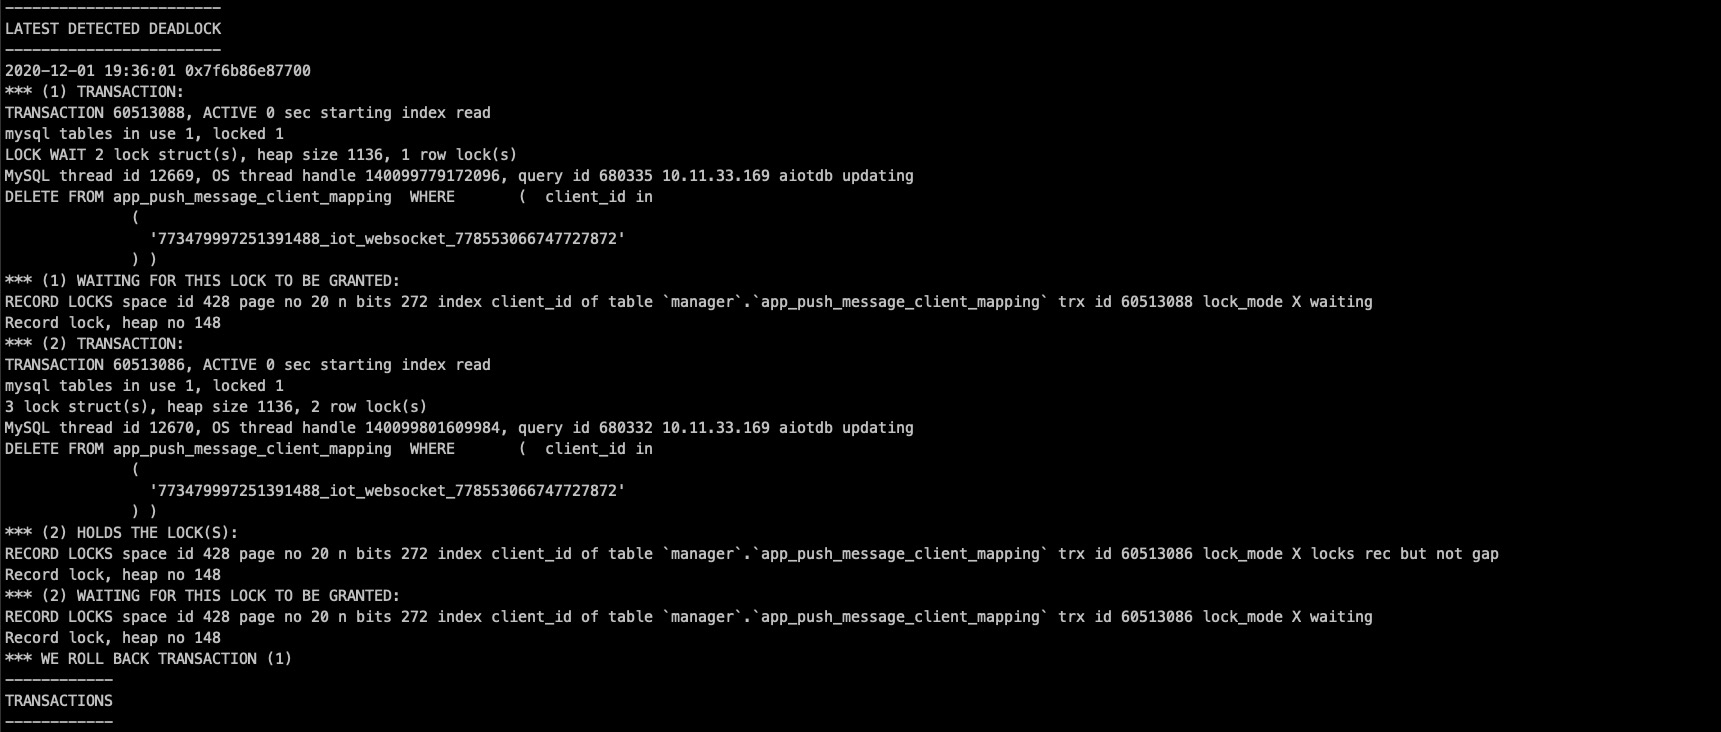 ------------------------
LATEST DETECTED DEADLOCK
------------------------
2020-12-01 19:36:01 0x7f6b86e87700
*** (1) TRANSACTION:
TRANSACTION 60513088, ACTIVE 0 sec starting index read
mysql tables in use 1, locked 1
LOCK WAIT 2 lock struct(s), heap size 1136, 1 row lock(s)
MySQL thread id 12669, OS thread handle 140099779172096, query id 680335 10.11.33.169 aiotdb updating
DELETE FROM app_push_message_client_mapping  WHERE       (  client_id in
              (
                '773479997251391488_iot_websocket_778553066747727872'
              ) )
*** (1) WAITING FOR THIS LOCK TO BE GRANTED:
RECORD LOCKS space id 428 page no 20 n bits 272 index client_id of table `manager`.`app_push_message_client_mapping` trx id 60513088 lock_mode X waiting
Record lock, heap no 148
*** (2) TRANSACTION:
TRANSACTION 60513086, ACTIVE 0 sec starting index read
mysql tables in use 1, locked 1
3 lock struct(s), heap size 1136, 2 row lock(s)
MySQL thread id 12670, OS thread handle 140099801609984, query id 680332 10.11.33.169 aiotdb updating
DELETE FROM app_push_message_client_mapping  WHERE       (  client_id in
              (
                '773479997251391488_iot_websocket_778553066747727872'
              ) )
*** (2) HOLDS THE LOCK(S):
RECORD LOCKS space id 428 page no 20 n bits 272 index client_id of table `manager`.`app_push_message_client_mapping` trx id 60513086 lock_mode X locks rec but not gap
Record lock, heap no 148
*** (2) WAITING FOR THIS LOCK TO BE GRANTED:
RECORD LOCKS space id 428 page no 20 n bits 272 index client_id of table `manager`.`app_push_message_client_mapping` trx id 60513086 lock_mode X waiting
Record lock, heap no 148
*** WE ROLL BACK TRANSACTION (1)
------------
TRANSACTIONS
------------